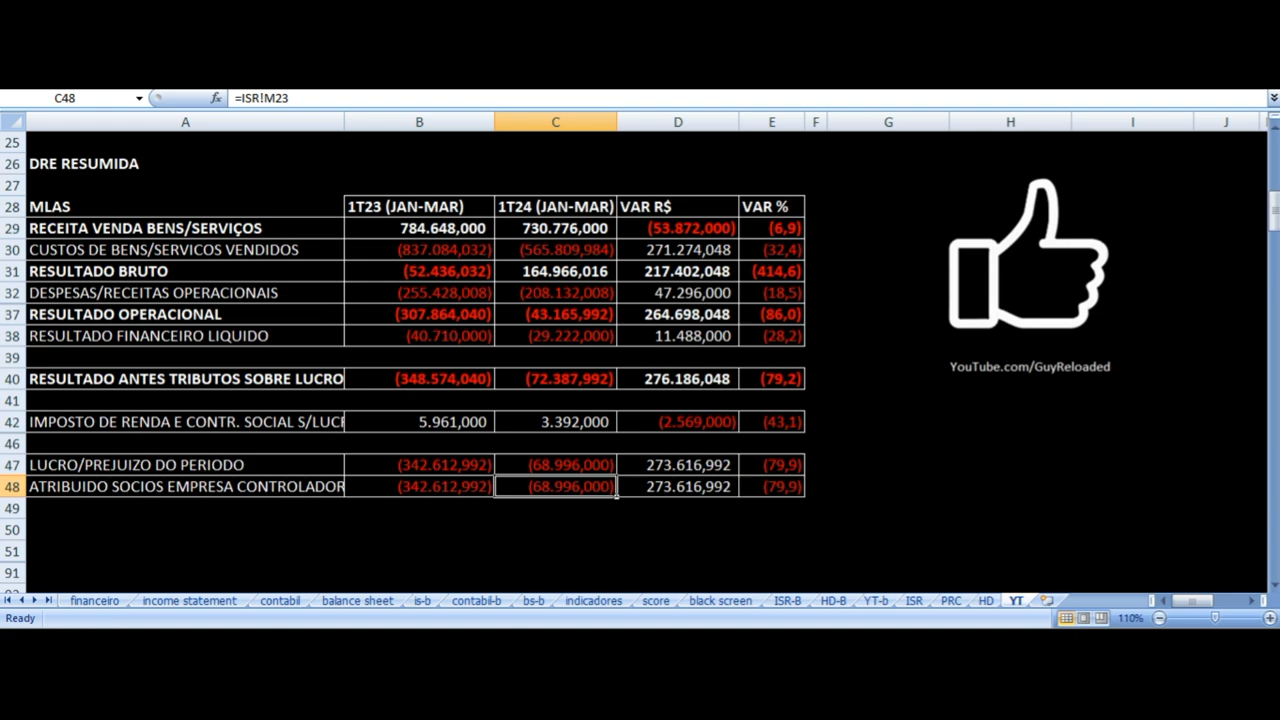 C48 fx =ISR!M23
A B C D E F G H I J
25
26 DRE RESUMIDA
27
28 MLAS 1T23 (JAN-MAR) 1T24 (JAN-MAR) VAR R$ VAR %
29 RECEITA VENDA BENS/SERVIÇOS 784.648,000 730.776,000 (53.872,000) (6,9)
30 CUSTOS DE BENS/SERVICOS VENDIDOS (837.084,032) (565.809,984) 271.274,048 (32,4)
31 RESULTADO BRUTO (52.436,032) 164.966,016 217.402,048 (414,6)
32 DESPESAS/RECEITAS OPERACIONAIS (255.428,008) (208.132,008) 47.296,000 (18,5)
37 RESULTADO OPERACIONAL (307.864,040) (43.165,992) 264.698,048 (86,0)
38 RESULTADO FINANCEIRO LIQUIDO (40.710,000) (29.222,000) 11.488,000 (28,2)
YouTube.com/GuyReloaded
39
40 RESULTADO ANTES TRIBUTOS SOBRE LUCRO (348.574,040) (72.387,992) 276.186,048 (79,2)
41
42 IMPOSTO DE RENDA E CONTR. SOCIAL S/LUCR 5.961,000 3.392,000 (2.569,000) (43,1)
46
47 LUCRO/PREJUIZO DO PERIODO (342.612,992) (68.996,000) 273.616,992 (79,9)
48 ATRIBUIDO SOCIOS EMPRESA CONTROLADOR (342.612,992) (68.996,000) 273.616,992 (79,9)
49
50
51
91
financeiro income statement contabil balance sheet is-b contabil-b bs-b indicadores score black screen ISR-B HD-B YT-b ISR PRC HD YT
Ready 110%